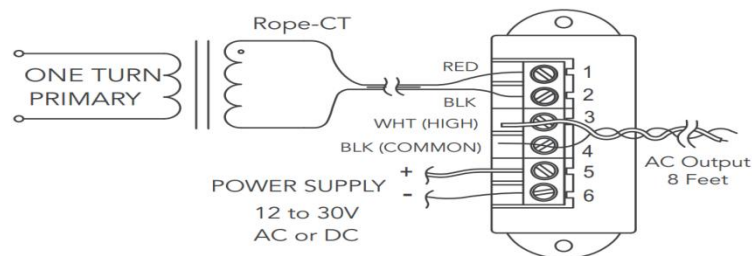 Rope-CT
ONE TURN
PRIMARY
RED
BLK
WHT (HIGH)
BLK (COMMON)
1
2
3
4
5
6
+
-
POWER SUPPLY
12 to 30V
AC or DC
AC Output
8 Feet